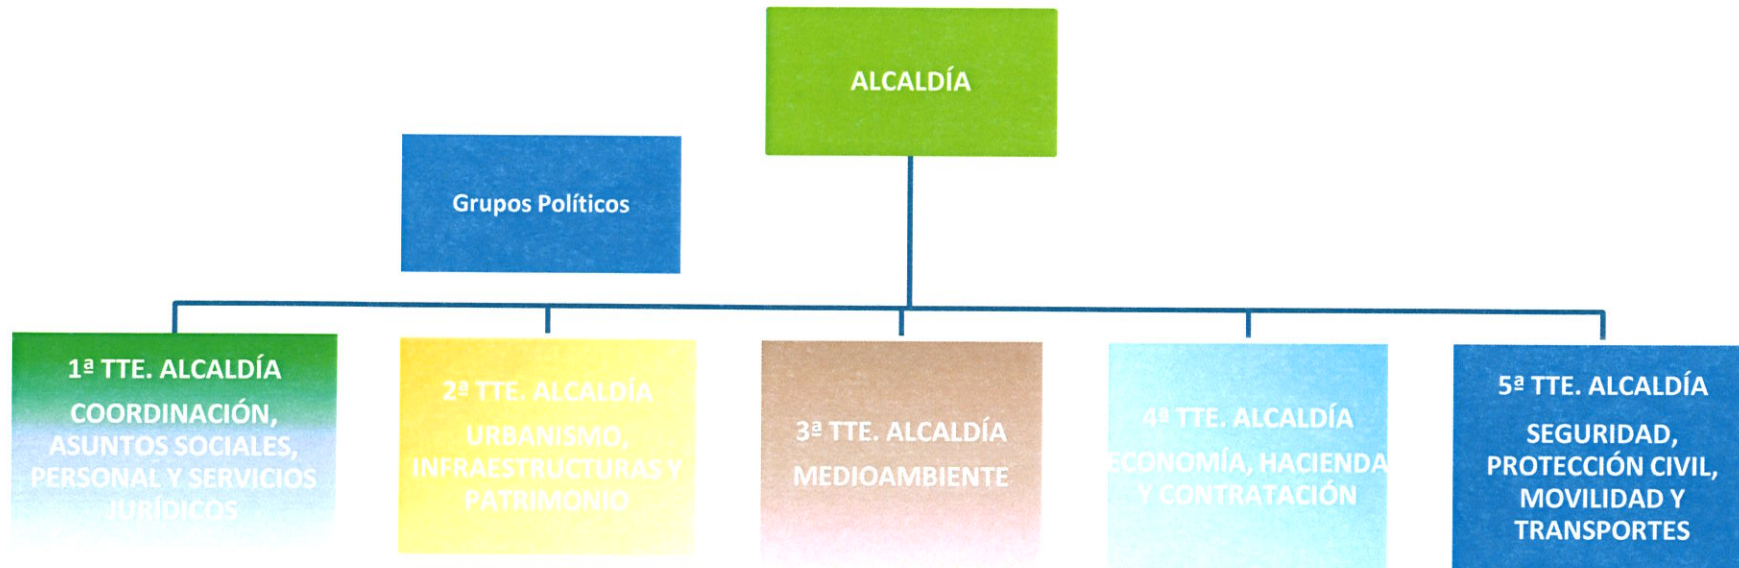 ALCALDÍA
Grupos Políticos
1ª TTE. ALCALDÍA
COORDINACIÓN,
ASUNTOS SOCIALES,
PERSONAL Y SERVICIOS
JURÍDICOS
2ª TTE. ALCALDÍA
URBANISMO,
INFRAESTRUCTURAS Y
PATRIMONIO
3ª TTE. ALCALDÍA
MEDIOAMBIENTE
4ª TTE. ALCALDÍA
ECONOMÍA, HACIENDA
Y CONTRATACIÓN
5ª TTE. ALCALDÍA
SEGURIDAD,
PROTECCIÓN CIVIL,
MOVILIDAD Y
TRANSPORTES